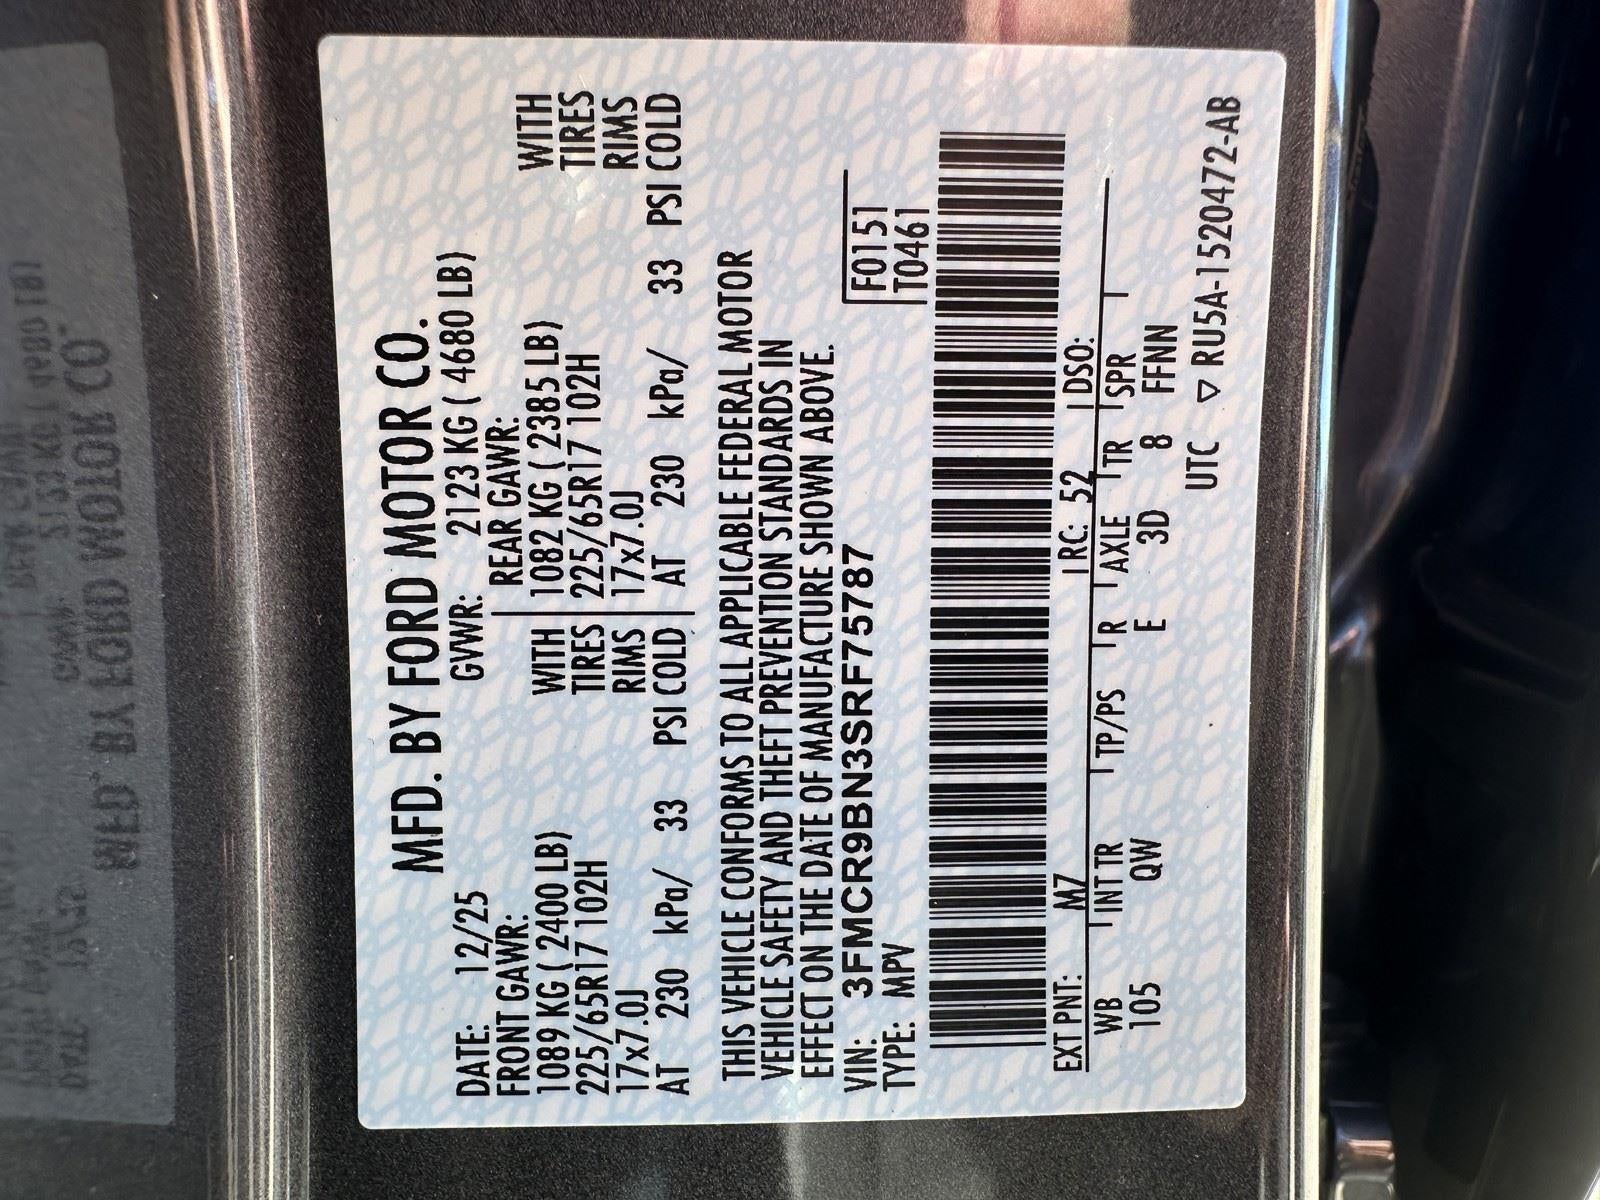 MFD. BY FORD MOTOR CO.
DATE: 12/25 GVWR: 2123 KG ( 4680 LB)
FRONT GAWR: REAR GAWR:
1089 KG ( 2400 LB) WITH 1082 KG ( 2385 LB) WITH
225/65R17 102H TIRES 225/65R17 102H TIRES
17x7.0J RIMS 17x7.0J RIMS
AT 230 kPa/ 33 PSI COLD AT 230 kPa/ 33 PSI COLD
THIS VEHICLE CONFORMS TO ALL APPLICABLE FEDERAL MOTOR
VEHICLE SAFETY AND THEFT PREVENTION STANDARDS IN
EFFECT ON THE DATE OF MANUFACTURE SHOWN ABOVE.
VIN: 3FMCR9BN3SRF75787 F0151
TYPE: MPV T0461
EXT PNT: M7 RC: 52 DSO:
WB INT TR TP/PS R AXLE TR SPR
105 QW E 3D 8 FFNN
UTC ▽ RU5A-1520472-AB